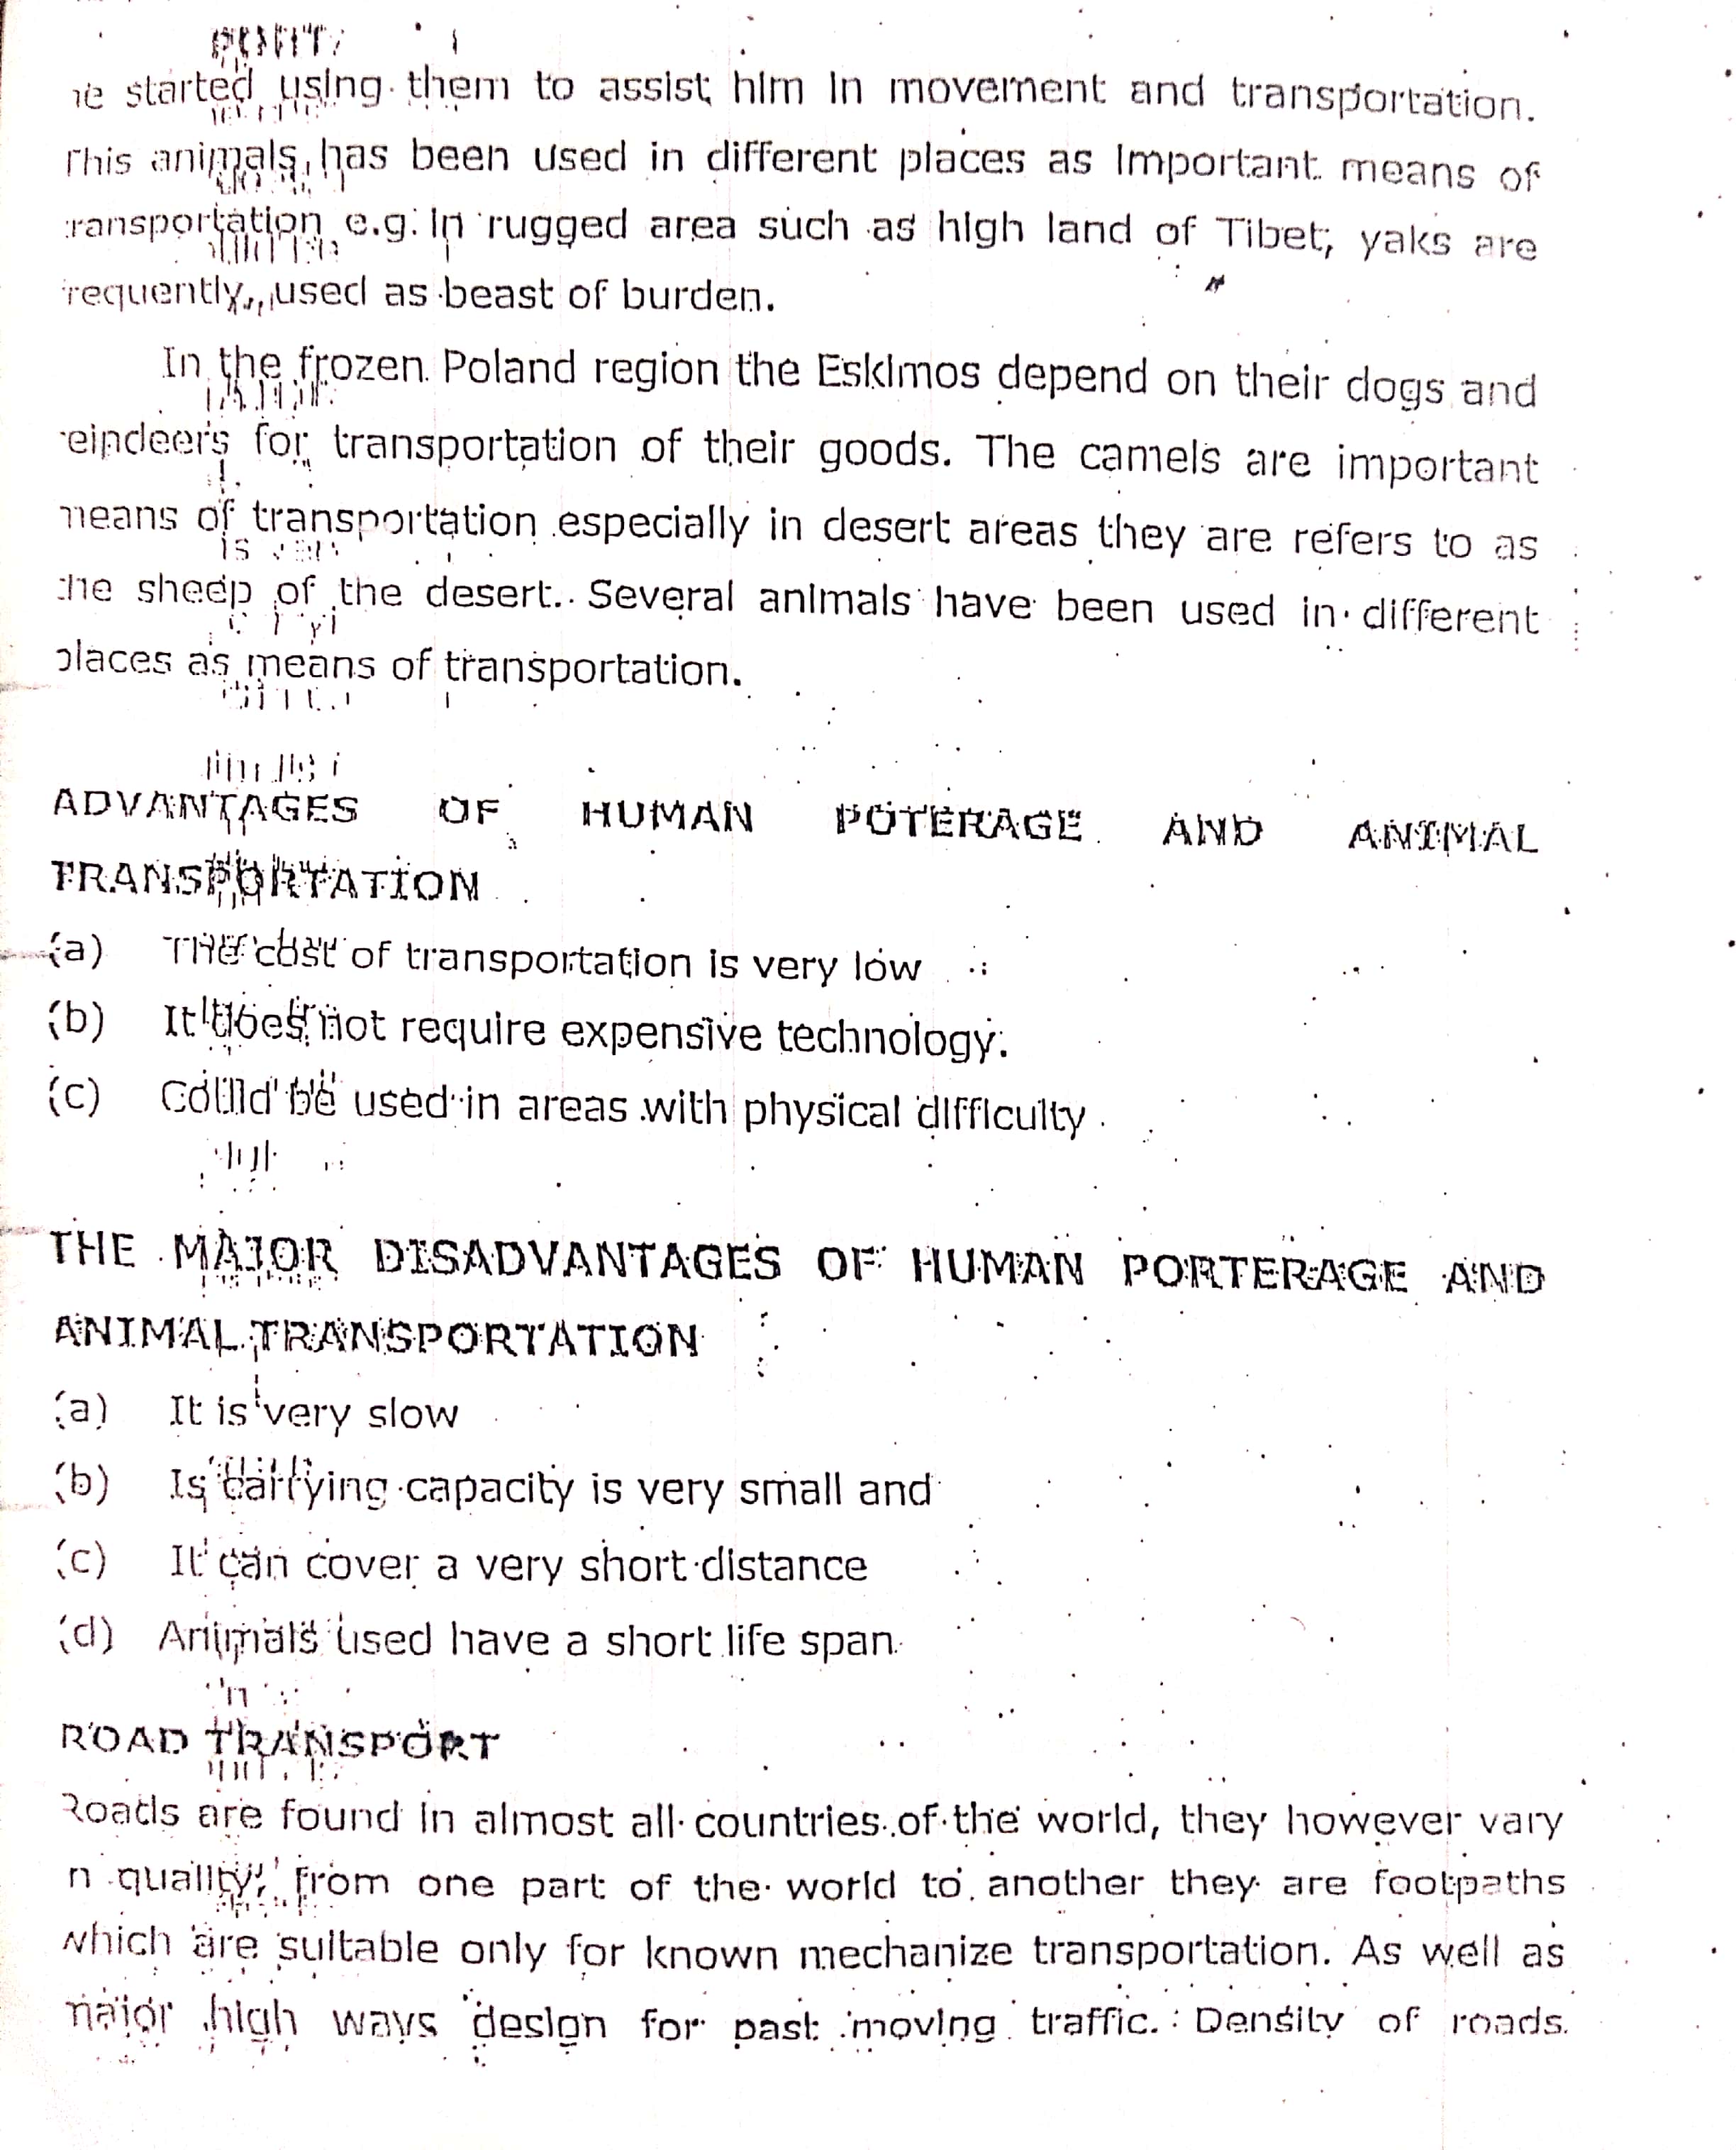 he started using them to assist him in movement and transportation.
This animals has been used in different places as important means of
transportation e.g. in rugged area such as high land of Tibet; yaks are
frequently used as beast of burden.
In the frozen Poland region the Eskimos depend on their dogs and
reindeers for transportation of their goods. The camels are important
means of transportation especially in desert areas they are refers to as
the sheep of the desert. Several animals have been used in different
places as means of transportation.
ADVANTAGES OF HUMAN POTERAGE AND ANIMAL
TRANSPORTATION
(a) The cost of transportation is very low
(b) It does not require expensive technology.
(c) Could be used in areas with physical difficulty
THE MAJOR DISADVANTAGES OF HUMAN PORTERAGE AND
ANIMAL TRANSPORTATION
(a) It is very slow
(b) Is carrying capacity is very small and
(c) It can cover a very short distance
(d) Animals used have a short life span
ROAD TRANSPORT
Roads are found in almost all countries of the world, they however vary
n quality, from one part of the world to another they are footpaths
which are suitable only for known mechanize transportation. As well as
major high ways design for past moving traffic. Density of roads.